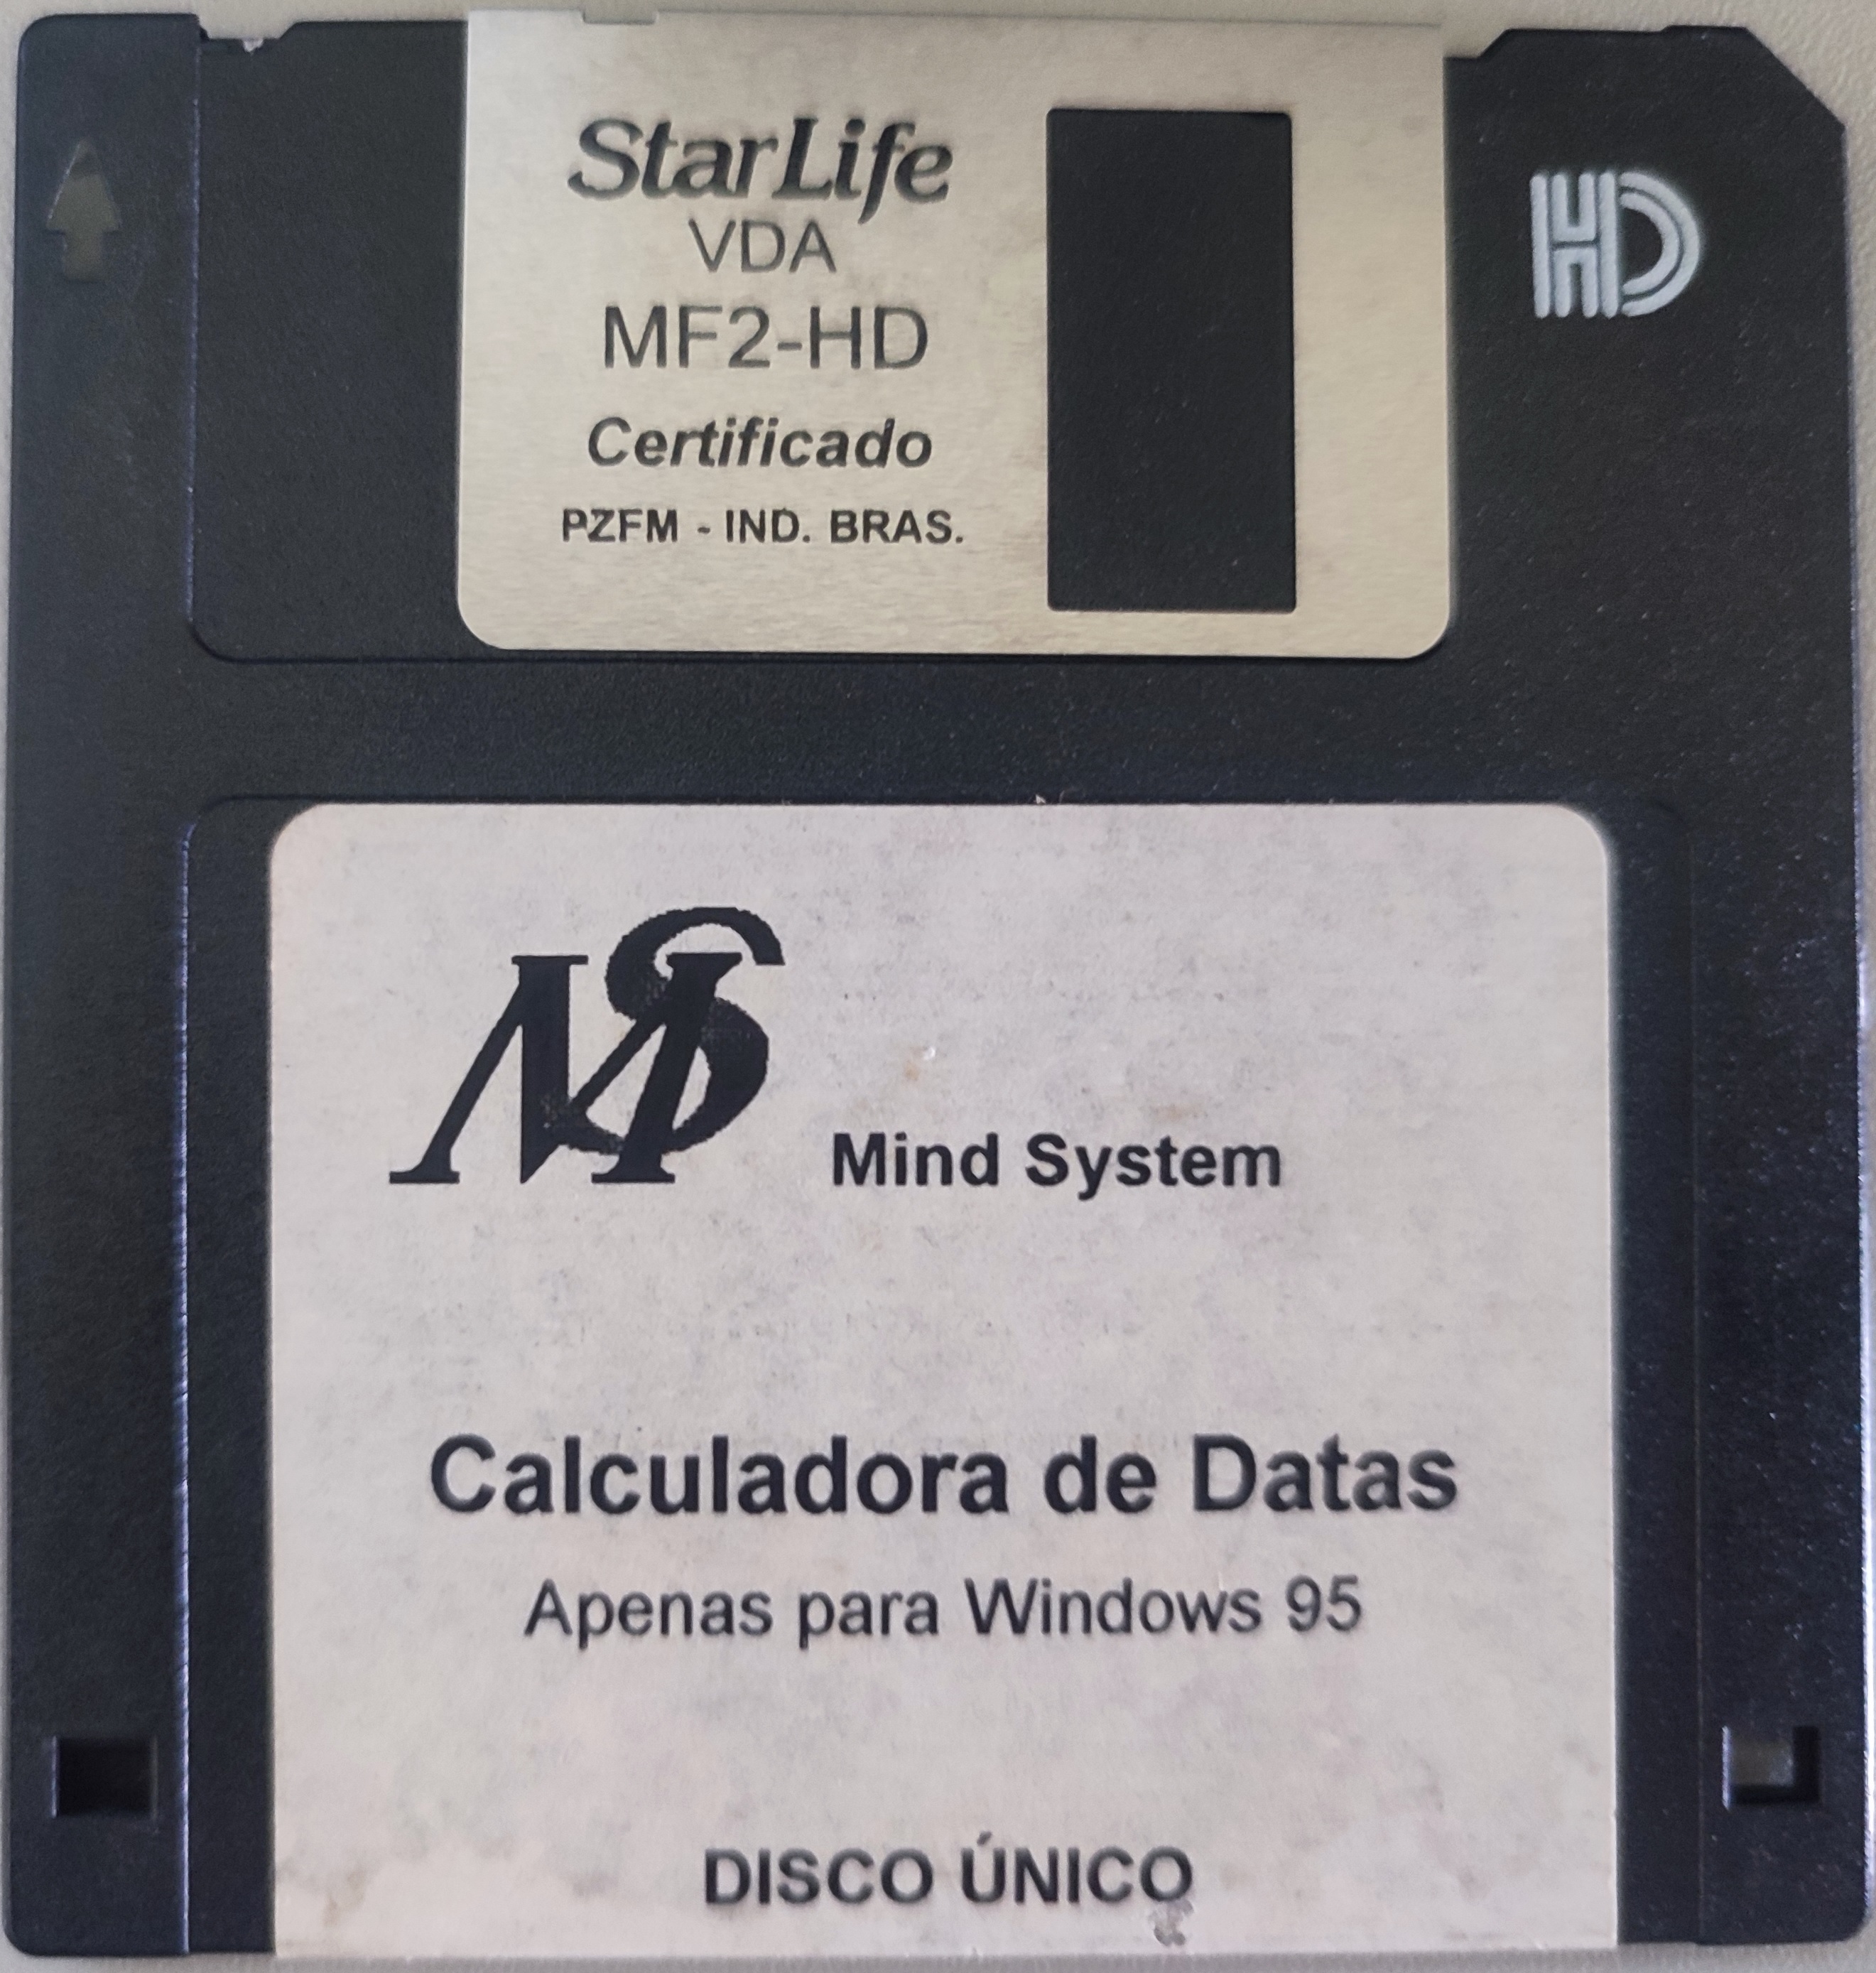 StarLife
VDA
MF2-HD
Certificado
PZFM - IND. BRAS.
HD
MS
Mind System
Calculadora de Datas
Apenas para Windows 95
DISCO ÚNICO